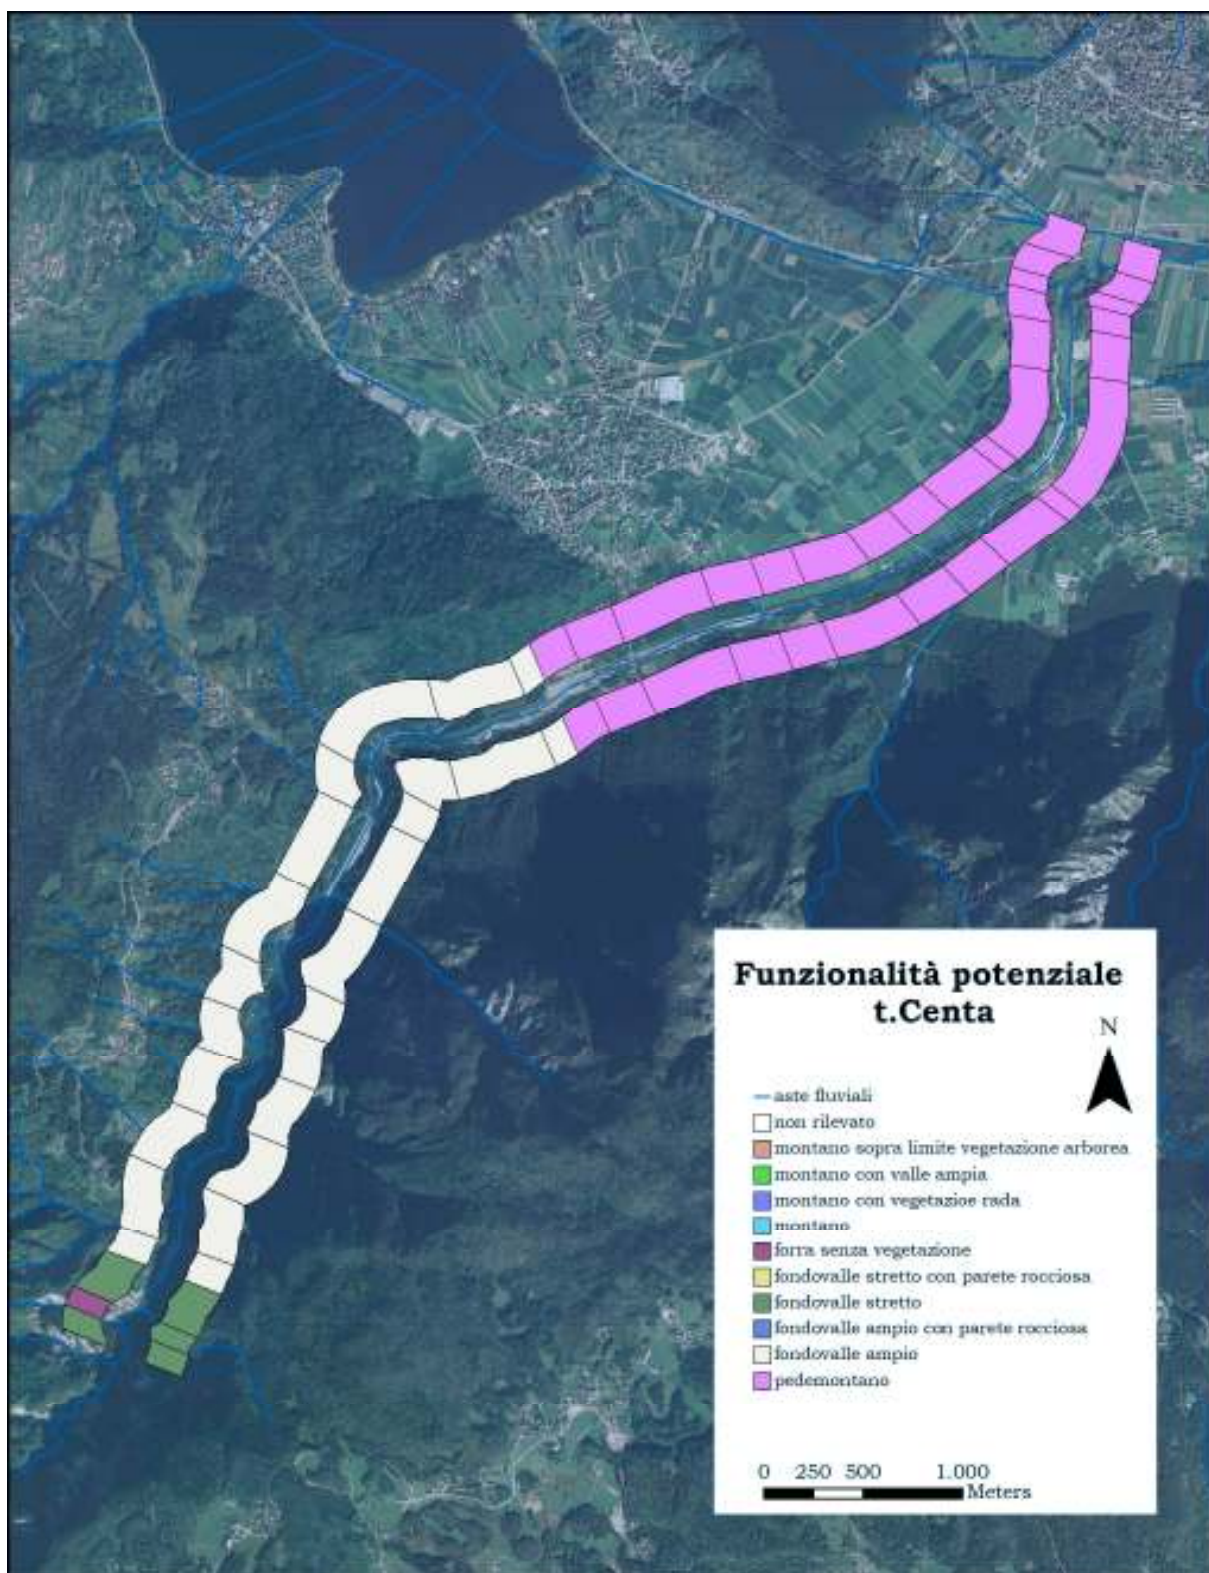 Funzionalità potenziale
t.Centa
N
aste fluviali
non rilevato
montano sopra limite vegetazione arborea
montano con valle ampia
montano con vegetazioe rada
montano
forra senza vegetazione
fondovalle stretto con parete rocciosa
fondovalle stretto
fondovalle ampio con parete rocciosa
fondovalle ampio
pedemontano
0 250 500 1.000
Meters